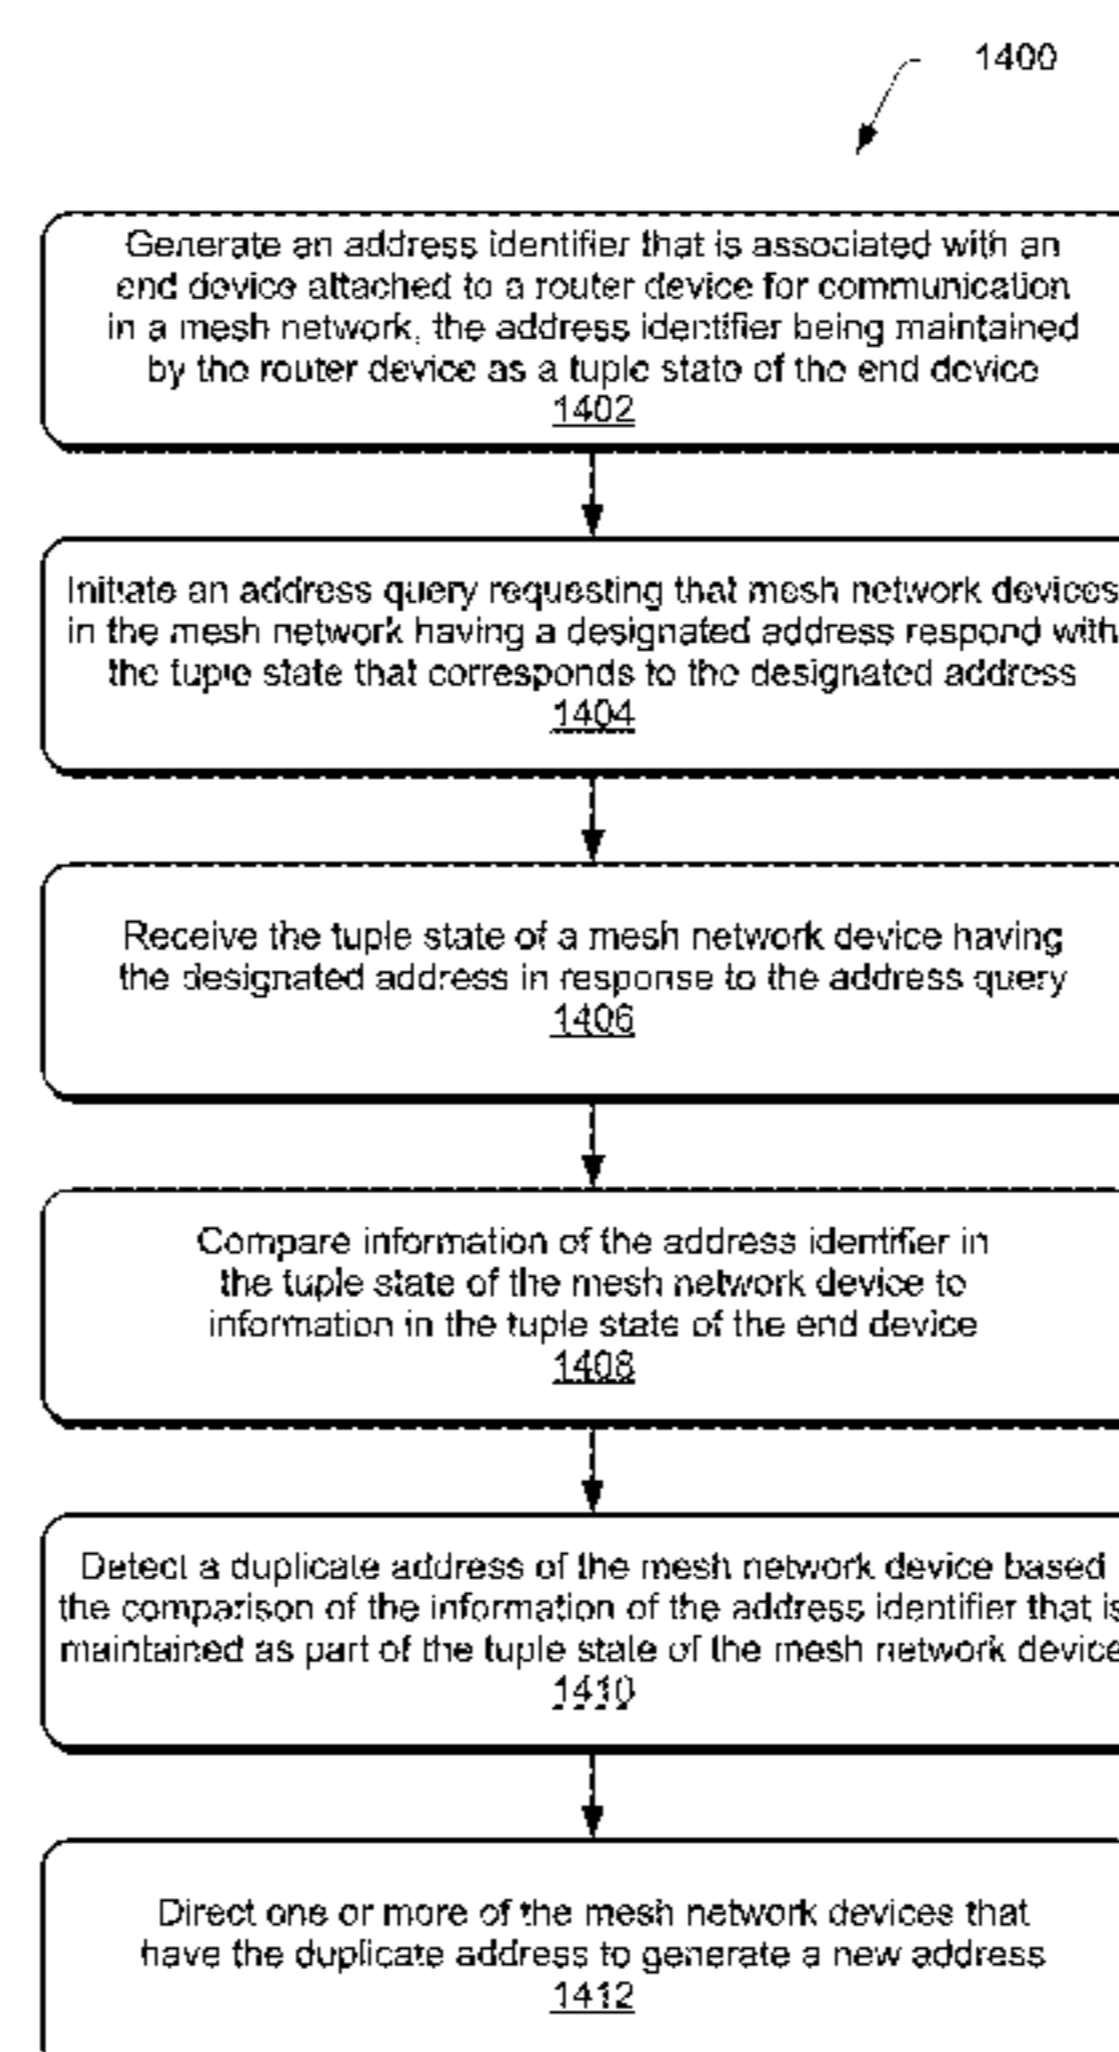 1400
Generate an address identifier that is associated with an
end device attached to a router device for communication
in a mesh network, the address identifier being maintained
by the router device as a tuple state of the end device
1402
Initiate an address query requesting that mesh network devices
in the mesh network having a designated address respond with
the tuple state that corresponds to the designated address
1404
Receive the tuple state of a mesh network device having
the designated address in response to the address query
1406
Compare information of the address identifier in
the tuple state of the mesh network device to
information in the tuple state of the end device
1408
Detect a duplicate address of the mesh network device based
the comparison of the information of the address identifier that is
maintained as part of the tuple state of the mesh network device
1410
Direct one or more of the mesh network devices that
have the duplicate address to generate a new address
1412